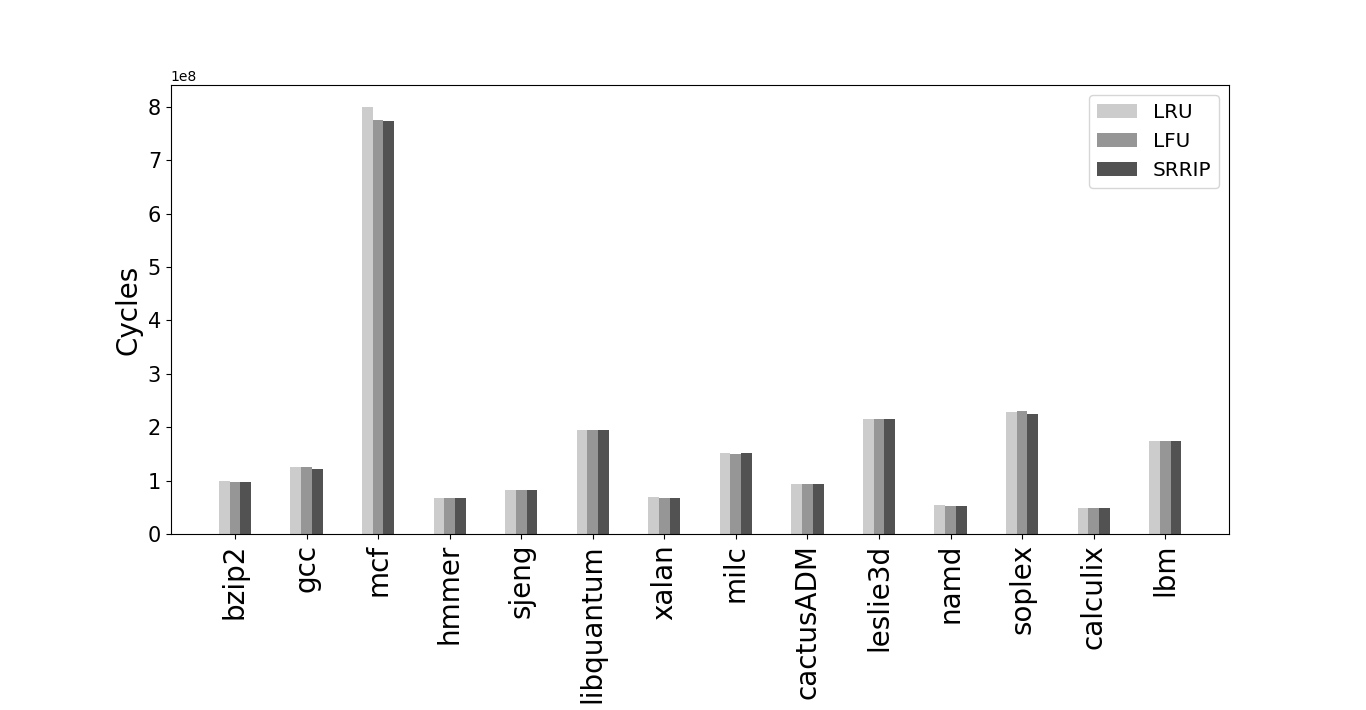 1e8
8
7
6
5
4
3
2
1
0
Cycles
LRU
LFU
SRRIP
bzip2
gcc
mcf
hmmer
sjeng
libquantum
xalan
milc
cactusADM
leslie3d
namd
soplex
calculix
lbm